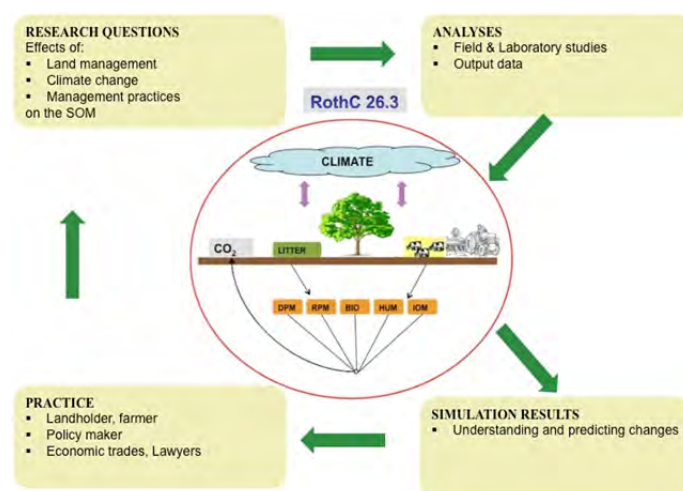 RESEARCH QUESTIONS
Effects of:
▪ Land management
▪ Climate change
▪ Management practices
on the SOM
ANALYSES
▪ Field & Laboratory studies
▪ Output data
RothC 26.3
CLIMATE
CO2
LITTER
DPM
RPM
BIO
HUM
IOM
PRACTICE
▪ Landholder, farmer
▪ Policy maker
▪ Economic trades, Lawyers
SIMULATION RESULTS
▪ Understanding and predicting changes